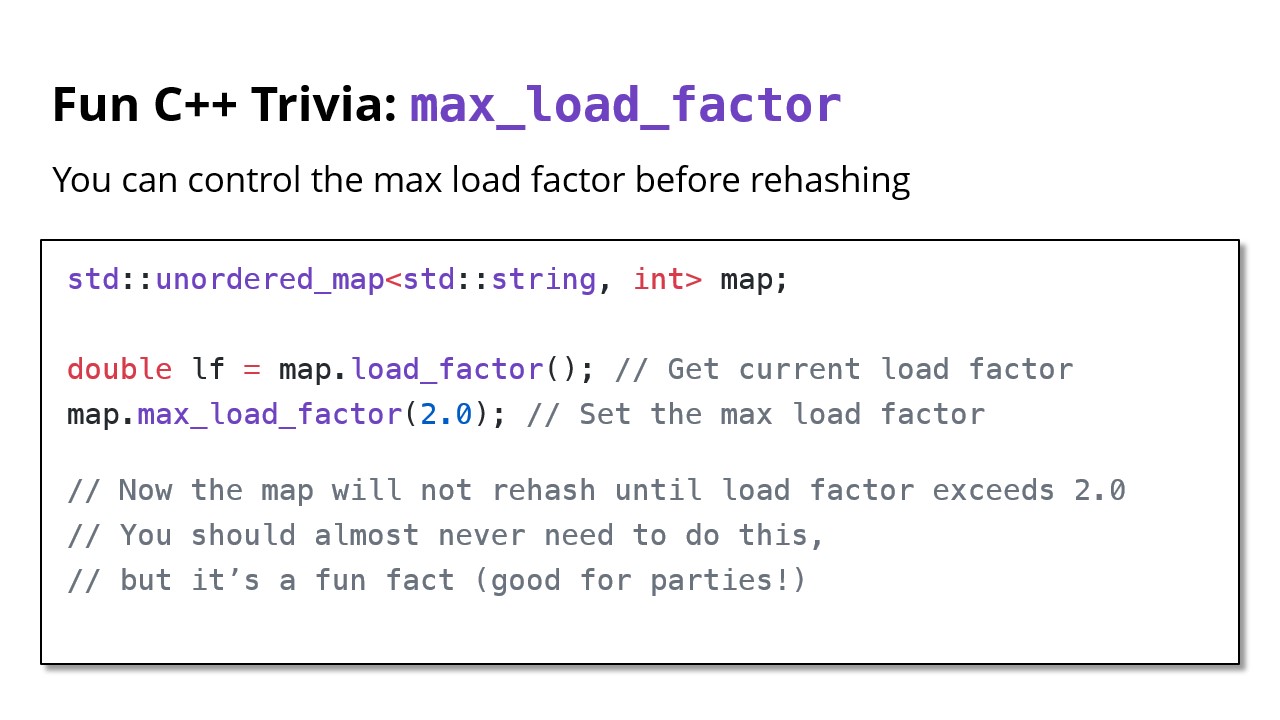 Fun C++ Trivia: max_load_factor
You can control the max load factor before rehashing
std::unordered_map<std::string, int> map;
double lf = map.load_factor(); // Get current load factor
map.max_load_factor(2.0); // Set the max load factor
// Now the map will not rehash until load factor exceeds 2.0
// You should almost never need to do this,
// but it’s a fun fact (good for parties!)